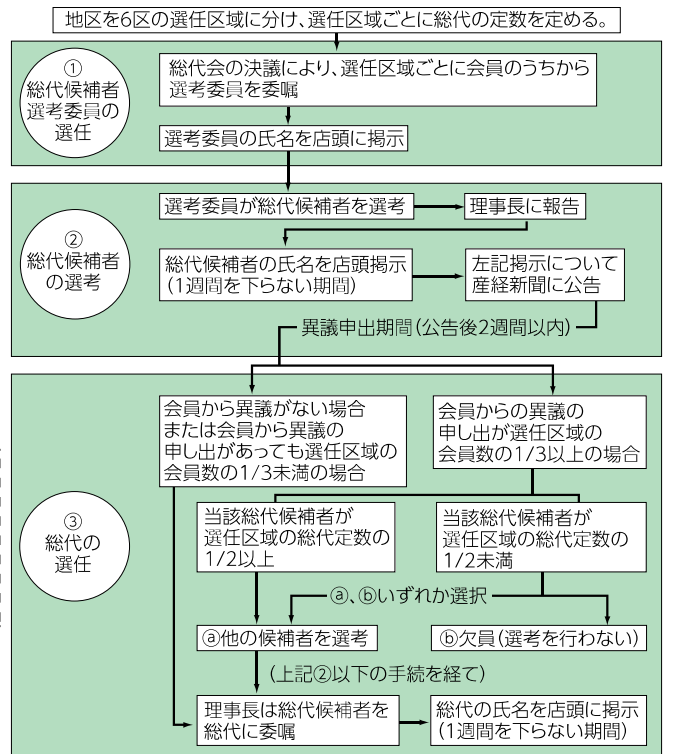 地区を6区の選任区域に分け、選任区域ごとに総代の定数を定める。
①
総代候補者
選考委員の
選任
総代会の決議により、選任区域ごとに会員のうちから
選考委員を委嘱
選考委員の氏名を店頭に掲示
②
総代候補者
の選考
選考委員が総代候補者を選考
理事長に報告
総代候補者の氏名を店頭掲示
(1週間を下らない期間)
左記掲示について
産経新聞に公告
異議申出期間(公告後2週間以内)
③
総代の
選任
会員から異議がない場合
または会員から異議の
申し出があっても選任区域の
会員数の1/3未満の場合
会員からの異議の
申し出が選任区域の
会員数の1/3以上の場合
当該総代候補者が
選任区域の総代定数の
1/2以上
当該総代候補者が
選任区域の総代定数の
1/2未満
ⓐ、ⓑいずれか選択
ⓐ他の候補者を選考
ⓑ欠員(選考を行わない)
(上記②以下の手続を経て)
理事長は総代候補者を
総代に委嘱
総代の氏名を店頭に掲示
(1週間を下らない期間)